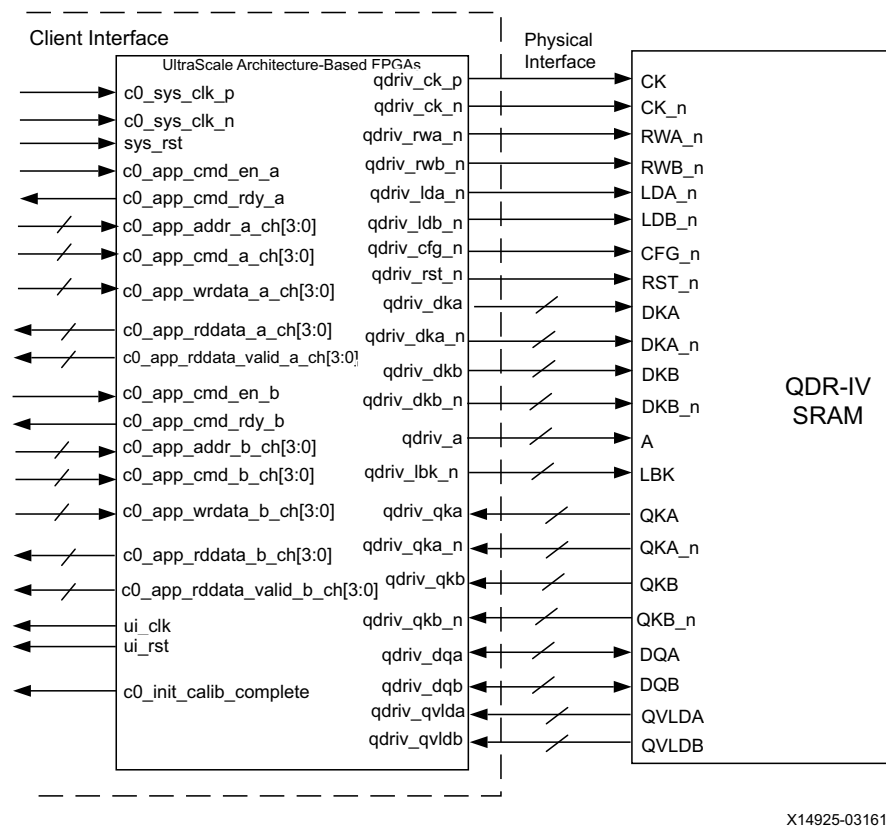 Client Interface
Physical
Interface
UltraScale Architecture-Based FPGAs
c0_sys_clk_p
c0_sys_clk_n
sys_rst
c0_app_cmd_en_a
c0_app_cmd_rdy_a
c0_app_addr_a_ch[3:0]
c0_app_cmd_a_ch[3:0]
c0_app_wrdata_a_ch[3:0]
c0_app_rddata_a_ch[3:0]
c0_app_rddata_valid_a_ch[3:0]
c0_app_cmd_en_b
c0_app_cmd_rdy_b
c0_app_addr_b_ch[3:0]
c0_app_cmd_b_ch[3:0]
c0_app_wrdata_b_ch[3:0]
c0_app_rddata_b_ch[3:0]
c0_app_rddata_valid_b_ch[3:0]
ui_clk
ui_rst
c0_init_calib_complete
qdriv_ck_p
qdriv_ck_n
qdriv_rwa_n
qdriv_rwb_n
qdriv_lda_n
qdriv_ldb_n
qdriv_cfg_n
qdriv_rst_n
qdriv_dka
qdriv_dka_n
qdriv_dkb
qdriv_dkb_n
qdriv_a
qdriv_lbk_n
qdriv_qka
qdriv_qka_n
qdriv_qkb
qdriv_qkb_n
qdriv_dqa
qdriv_dqb
qdriv_qvlda
qdriv_qvldb
CK
CK_n
RWA_n
RWB_n
LDA_n
LDB_n
CFG_n
RST_n
DKA
DKA_n
DKB
DKB_n
A
LBK
QKA
QKA_n
QKB
QKB_n
DQA
DQB
QVLDA
QVLDB
QDR-IV
SRAM
X14925-03161